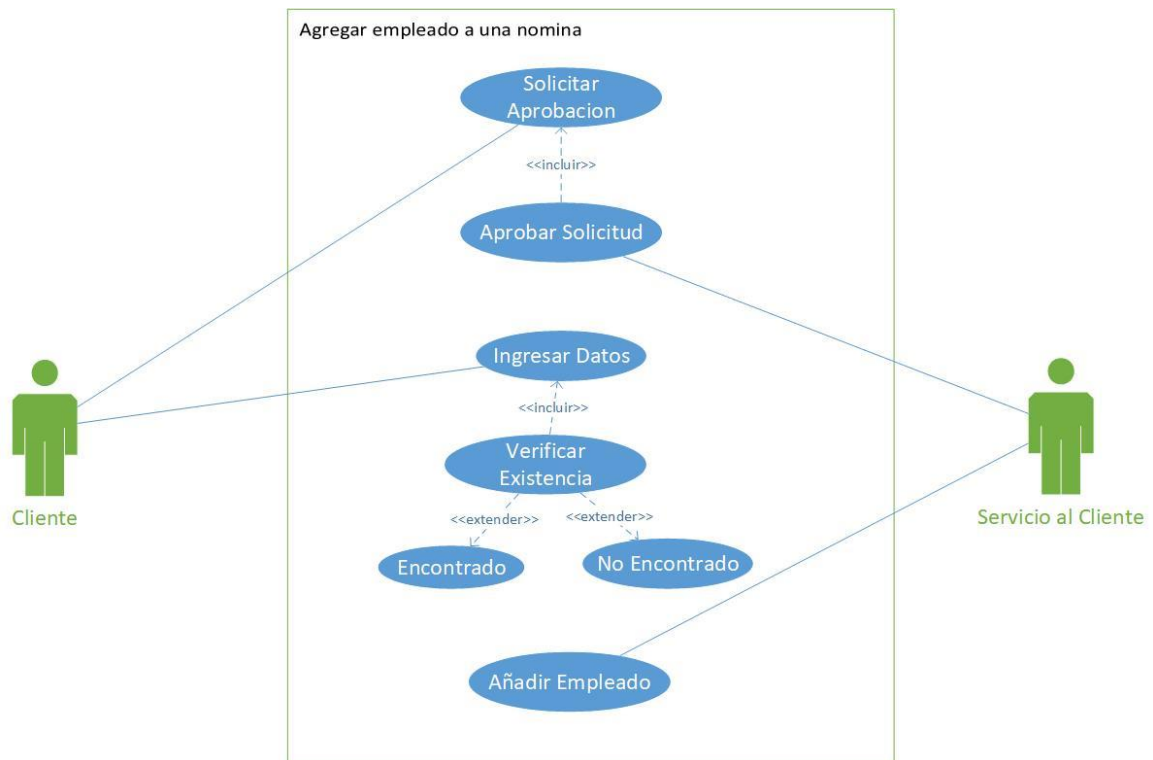 Agregar empleado a una nomina
Solicitar
Aprobacion
<<incluir>>
Aprobar Solicitud
Ingresar Datos
<<incluir>>
Verificar
Existencia
<<extender>>
<<extender>>
Encontrado
No Encontrado
Añadir Empleado
Cliente
Servicio al Cliente